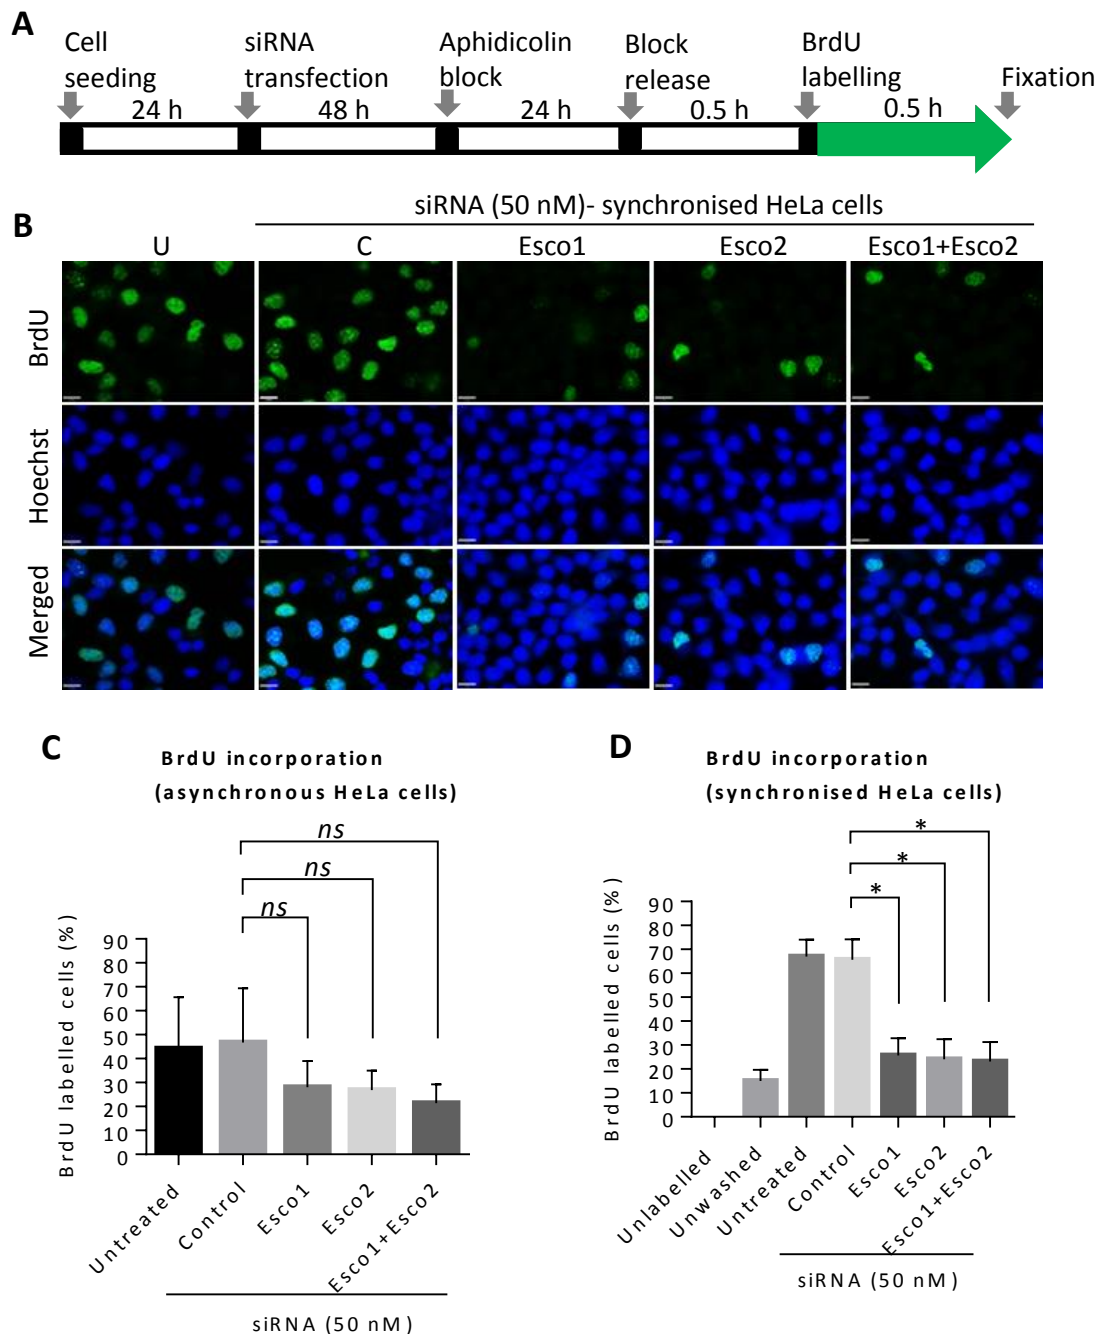 A
Cell seeding
siRNA transfection
Aphidicolin block
Block release
BrdU labelling
Fixation
24 h
48 h
24 h
0.5 h
0.5 h
siRNA (50 nM)- synchronised HeLa cells
B
U
C
Esco1
Esco2
Esco1+Esco2
BrdU
Hoechst
Merged
C
BrdU incorporation
(asynchronous HeLa cells)
ns
ns
ns
BrdU labelled cells (%)
90
80
70
60
50
40
30
20
10
0
Untreated
Control
Esco1
Esco2
Esco1+Esco2
siRNA (50 nM)
D
BrdU incorporation
(synchronised HeLa cells)
*
*
*
BrdU labelled cells (%)
90
80
70
60
50
40
30
20
10
0
Unlabelled
Unwashed
Untreated
Control
Esco1
Esco2
Esco1+Esco2
siRNA (50 nM)